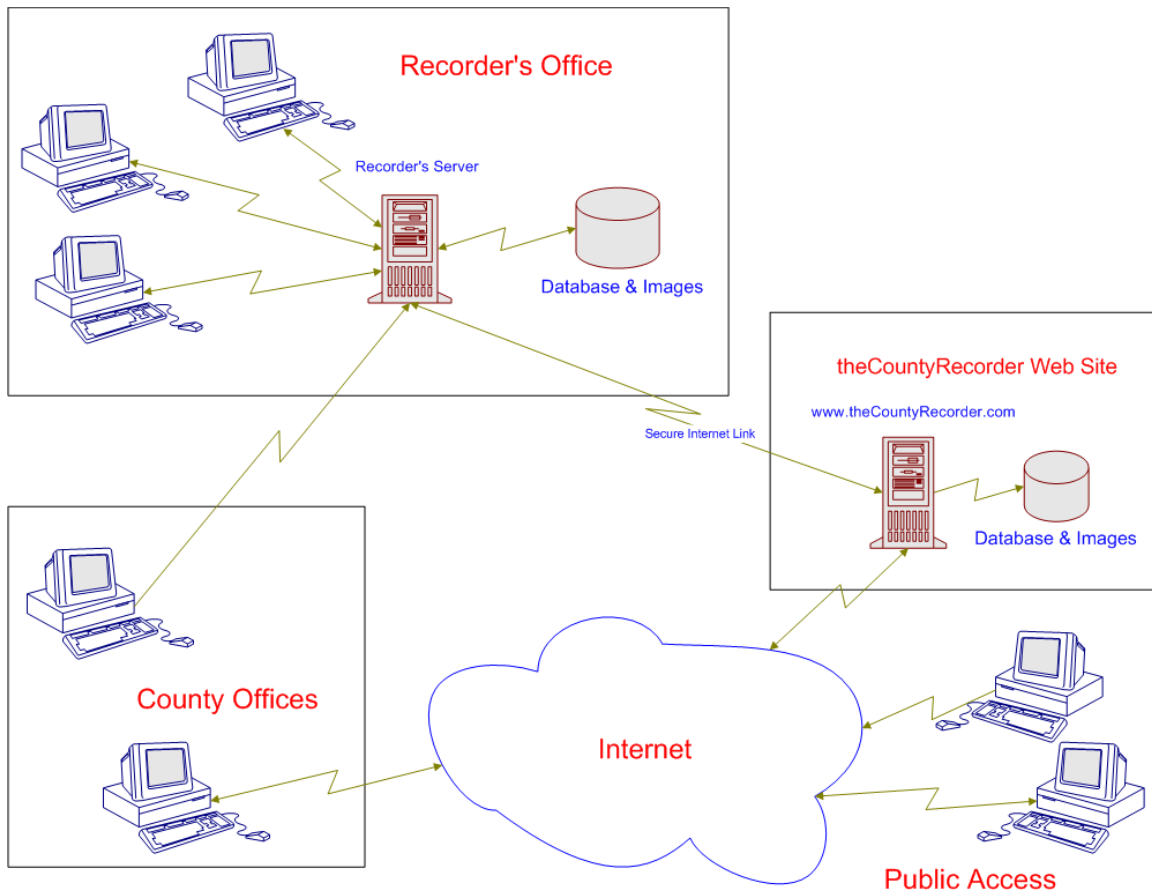 Recorder's Office
Recorder's Server
Database & Images
theCountyRecorder Web Site
www.theCountyRecorder.com
Secure Internet Link
Database & Images
County Offices
Internet
Public Access